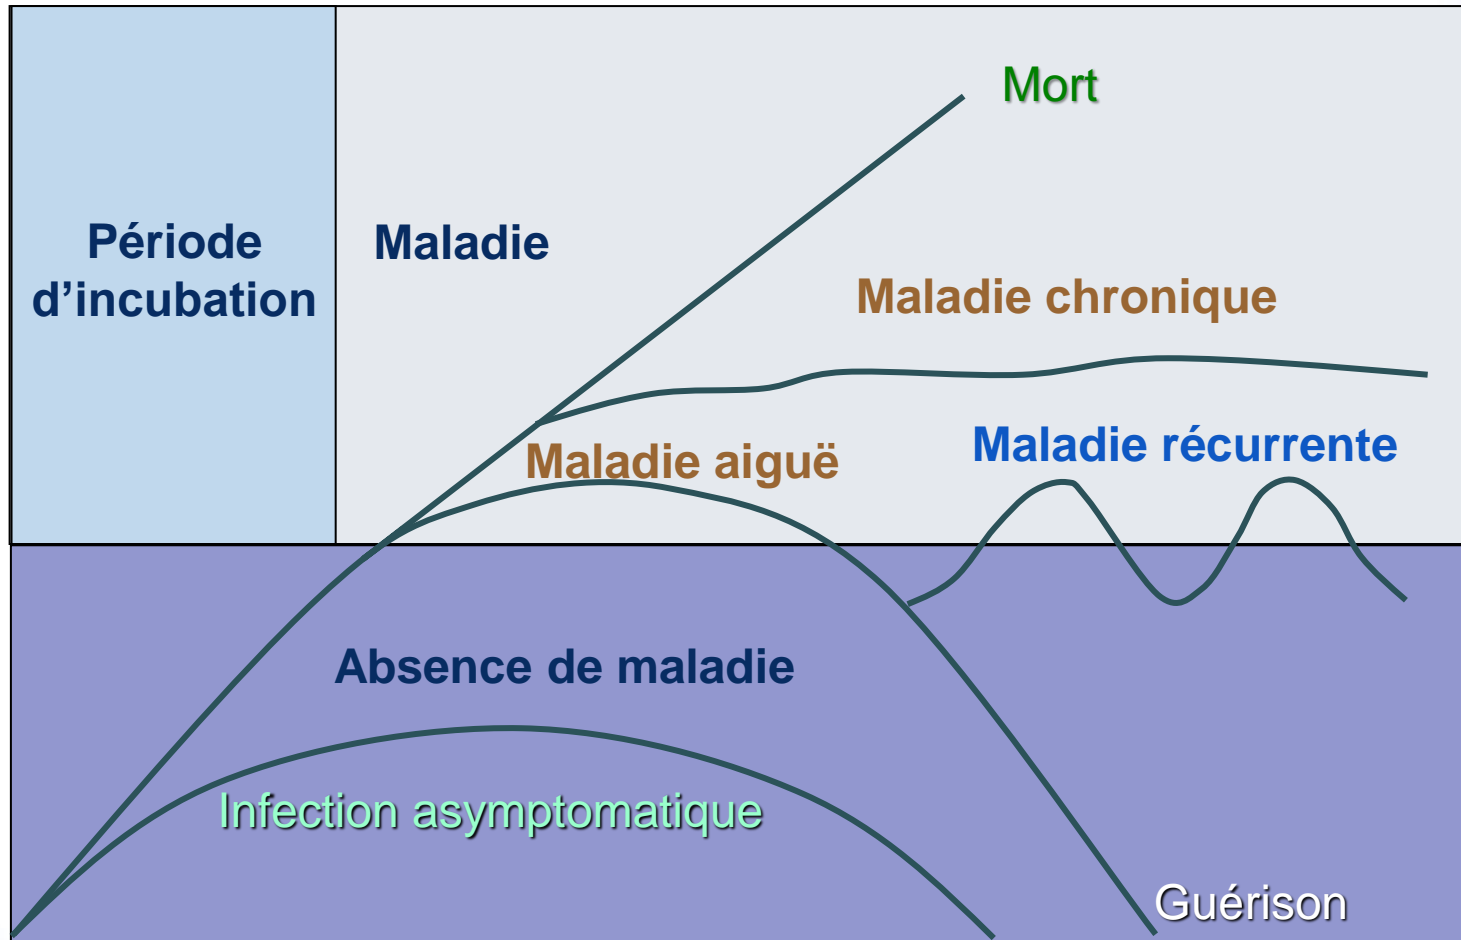 Mort
Période
d’incubation
Maladie
Maladie chronique
Maladie aiguë
Maladie récurrente
Absence de maladie
Infection asymptomatique
Guérison